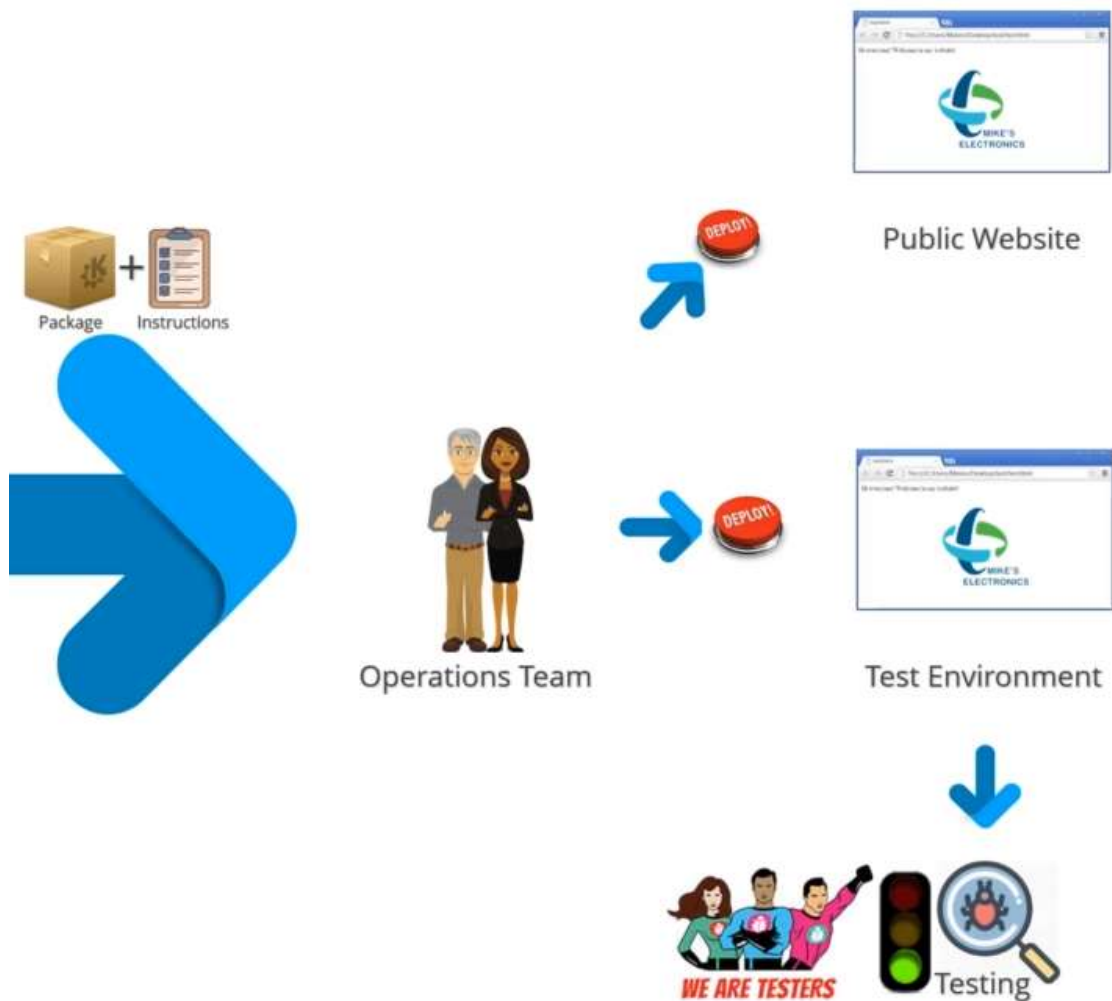 Package
+
Instructions
DEPLOY!
Public Website
MIKE'S
ELECTRONICS
Operations Team
DEPLOY!
Test Environment
MIKE'S
ELECTRONICS
WE ARE TESTERS
Testing